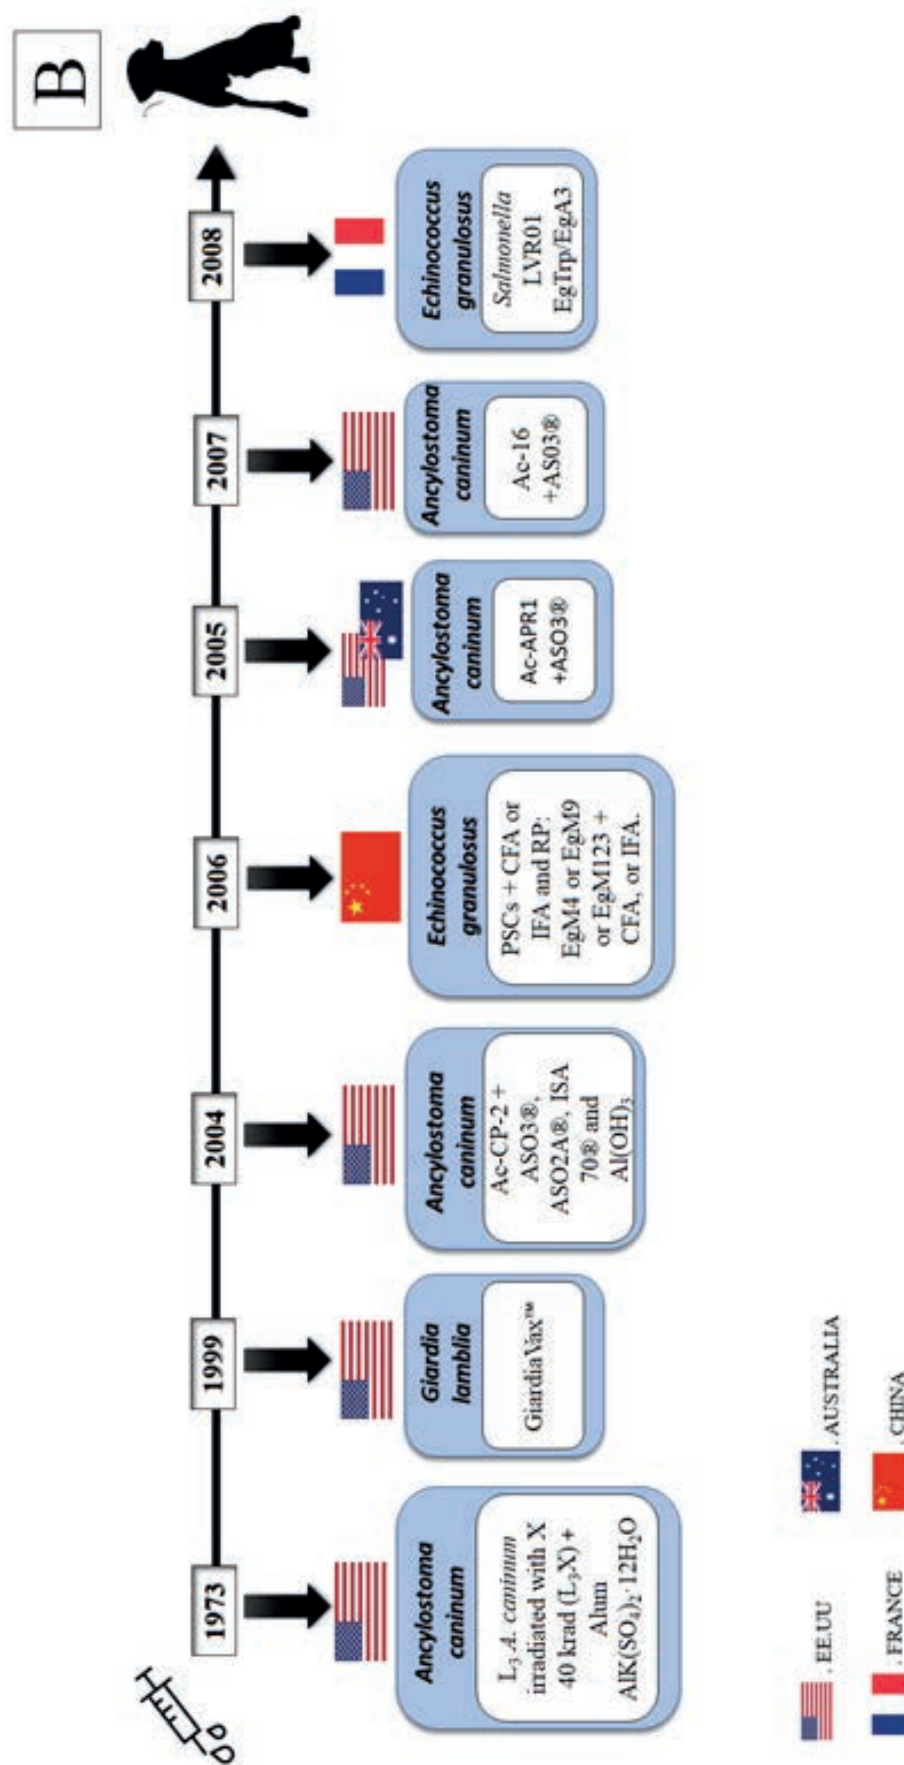 B
1973
1999
2004
2006
2005
2007
2008
Ancylostoma
caninum
L₃ A. caninum
irradiated with X
40 krad (L₃X) +
Alum
AlK(SO₄)₂·12H₂O
Giardia
lamblia
GiardiaVax™
Ancylostoma
caninum
Ac-CP-2 +
ASO3®,
ASO2A®, ISA
70® and
Al(OH)₃
Echinococcus
granulosus
PSCs + CFA or
IFA and RP:
EgM4 or EgM9
or EgM123 +
CFA, or IFA.
Ancylostoma
caninum
Ac-APR1
+ASO3®
Ancylostoma
caninum
Ac-16
+AS03®
Echinococcus
granulosus
Salmonella
LVR01
EgTrp/EgA3
. EE.UU
. AUSTRALIA
. FRANCE
. CHINA